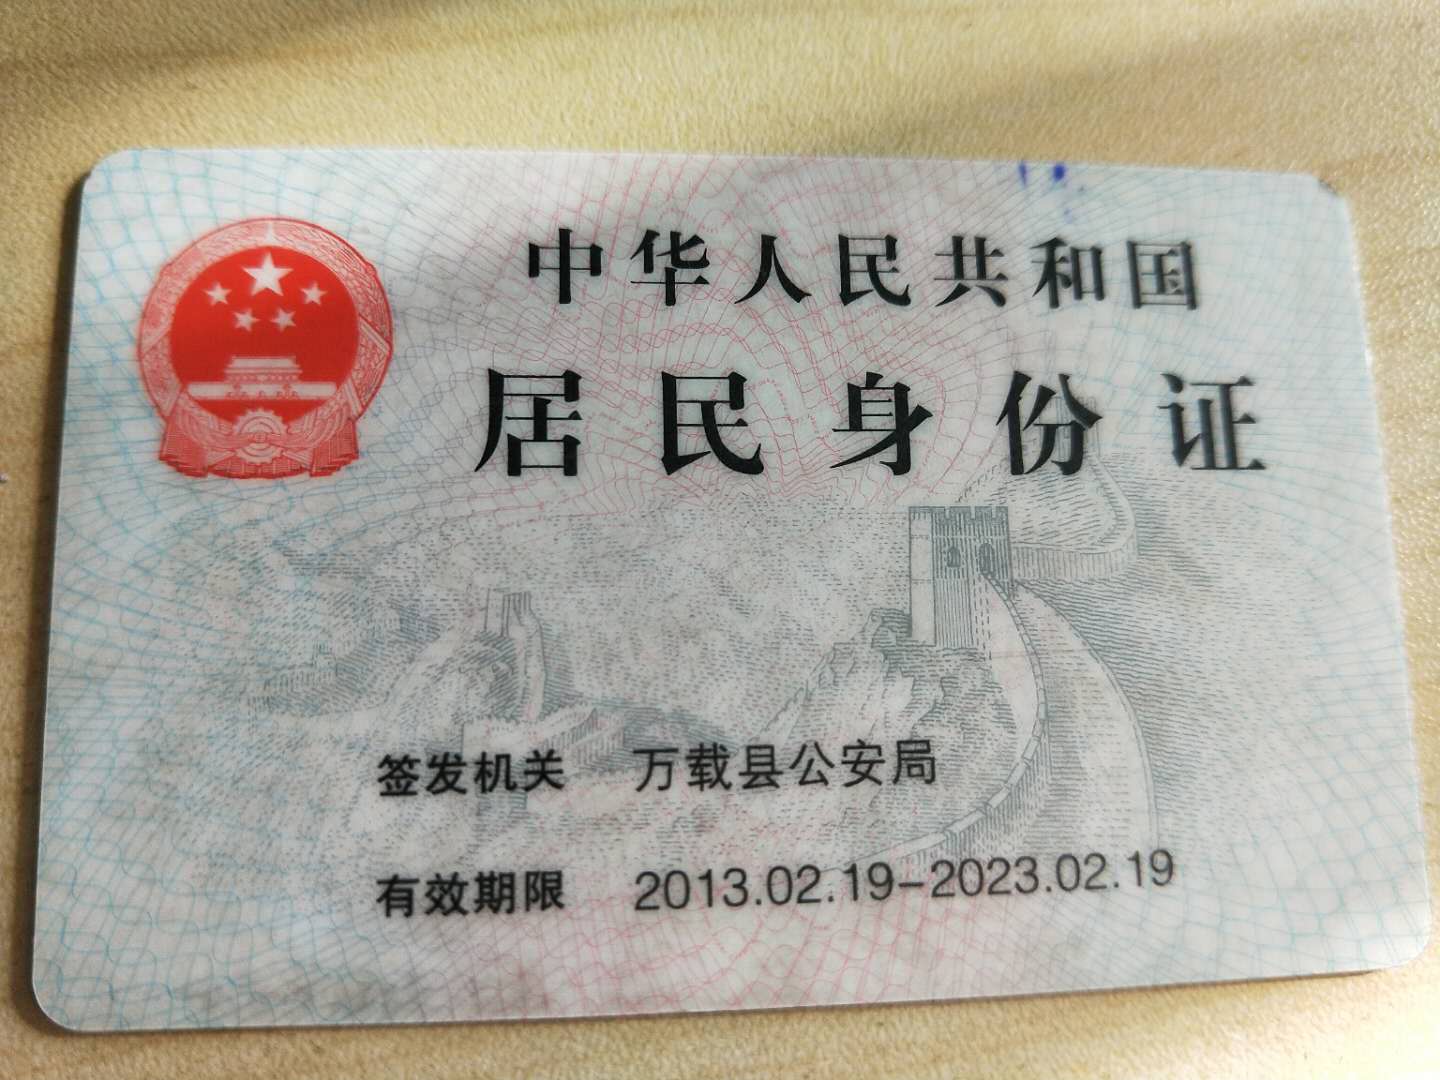 中华人民共和国
居民身份证
签发机关 万载县公安局
有效期限 2013.02.19-2023.02.19